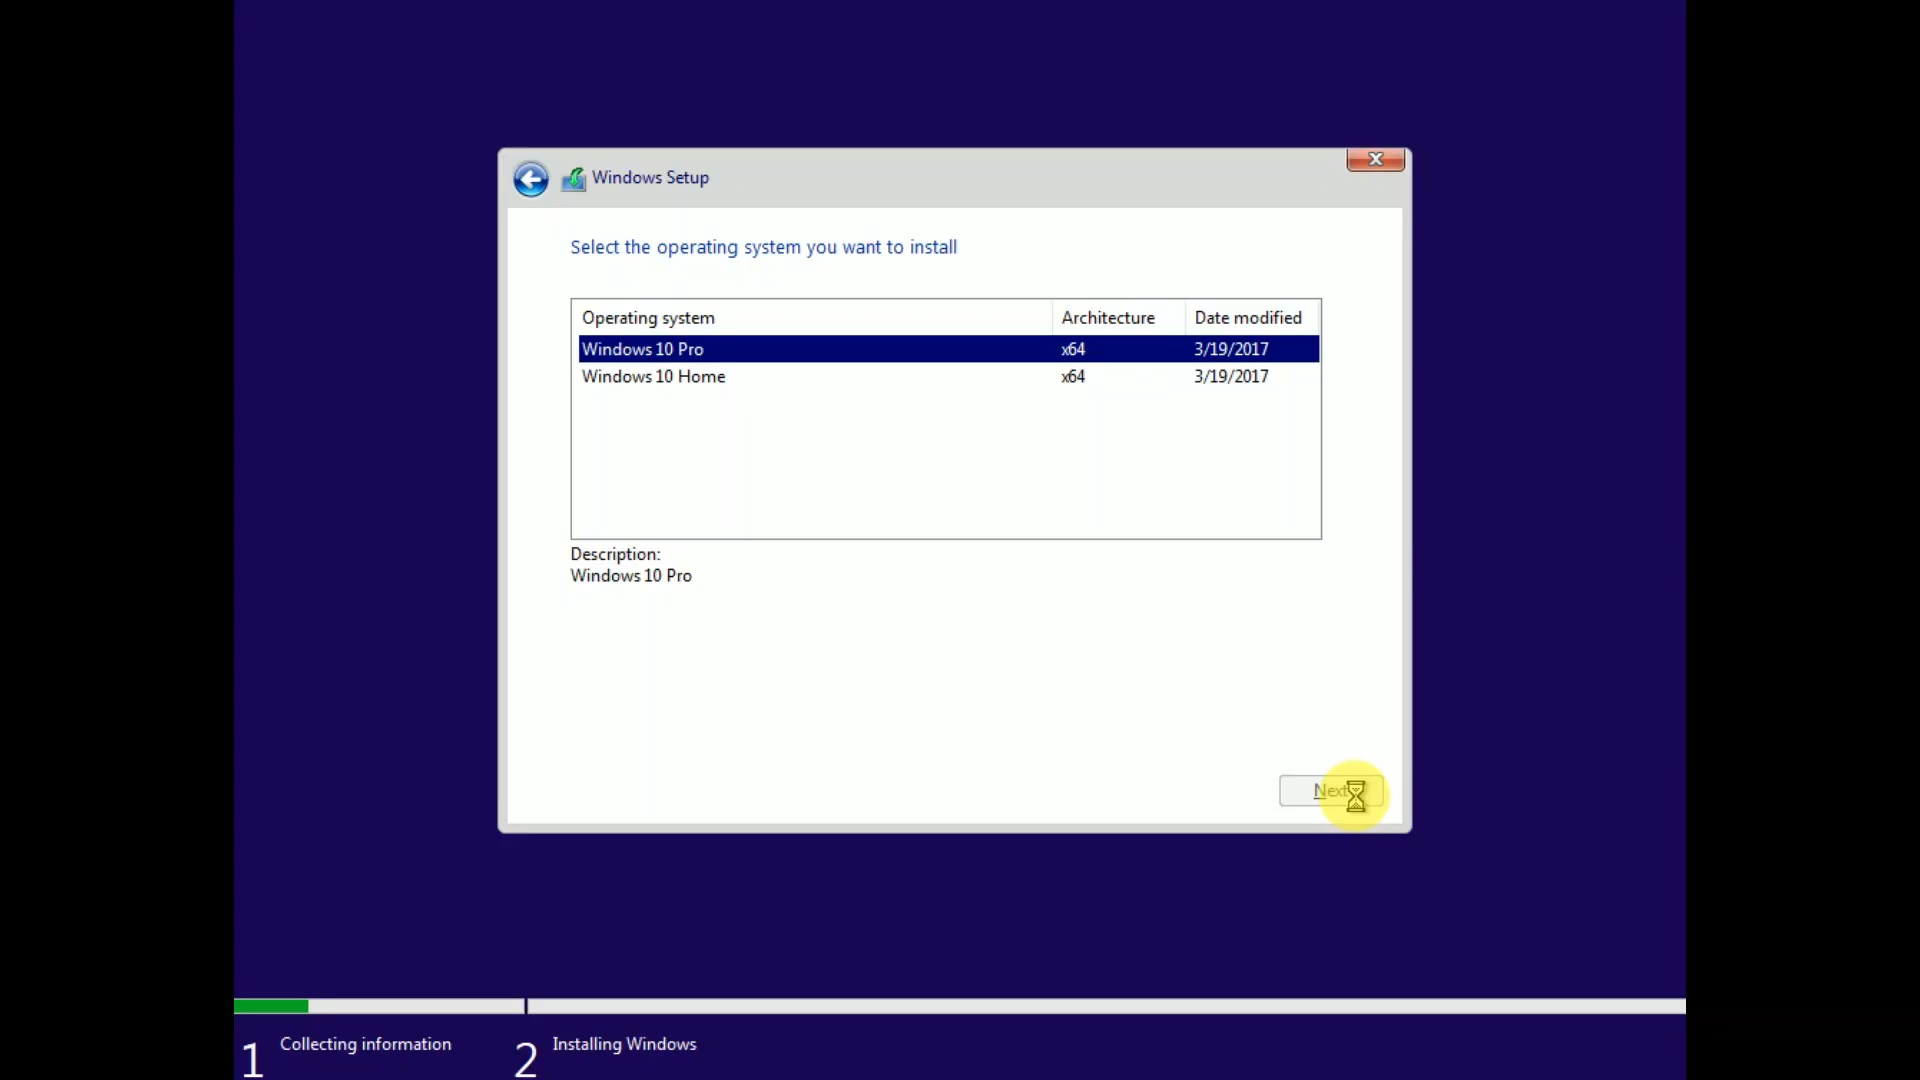 Windows Setup
Select the operating system you want to install
Operating system Architecture Date modified
Windows 10 Pro x64 3/19/2017
Windows 10 Home x64 3/19/2017
Description:
Windows 10 Pro
Next
1 Collecting information 2 Installing Windows